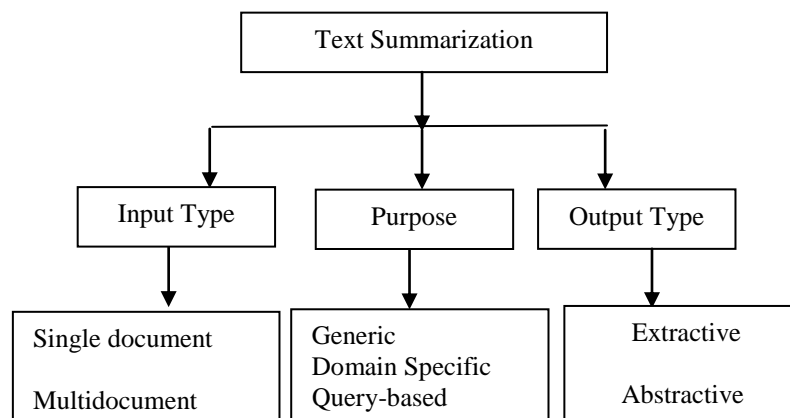 Text Summarization
Input Type
Purpose
Output Type
Single document
Multidocument
Generic
Domain Specific
Query-based
Extractive
Abstractive